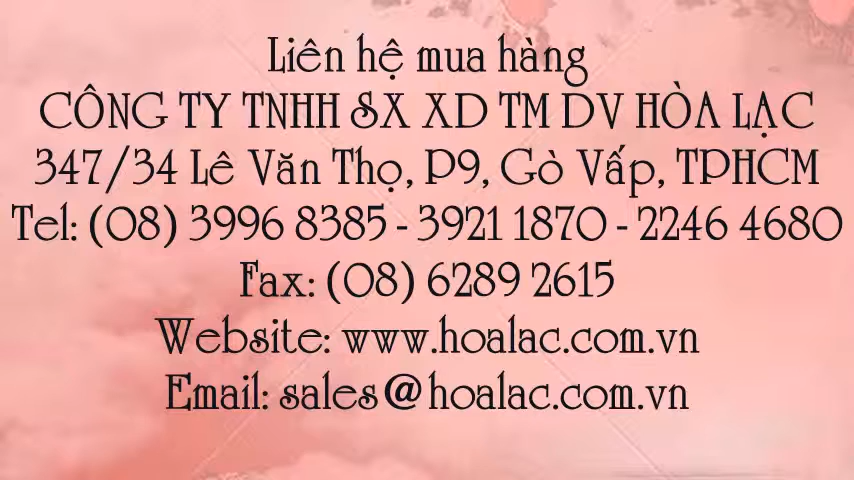 Liên hệ mua hàng
CÔNG TY TNHH SX XD TM DV HÒA LẠC
347/34 Lê Văn Thọ, P9, Gò Vấp, TPHCM
Tel: (08) 3996 8385 - 3921 1870 - 2246 4680
Fax: (08) 6289 2615
Website: www.hoalac.com.vn
Email: sales@hoalac.com.vn